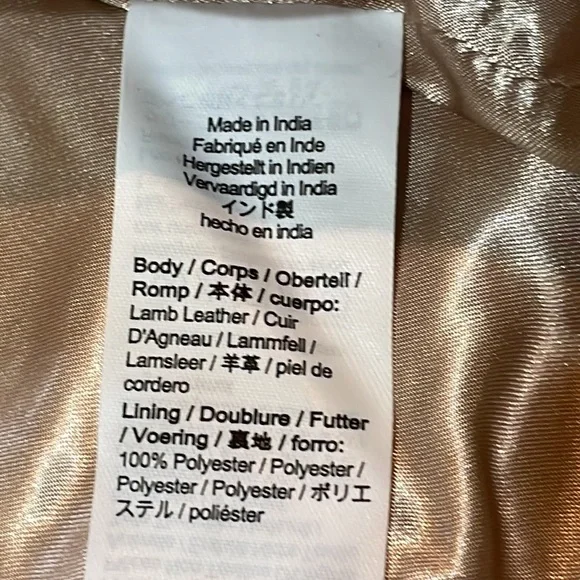 Made in India
Fabriqué en Inde
Hergestellt in Indien
Vervaardigd in India
インド製
hecho en india
Body / Corps / Oberteil /
Romp / 本体 / cuerpo:
Lamb Leather / Cuir
D'Agneau / Lammfell /
Lamsleer / 羊革 / piel de
cordero
Lining / Doublure / Futter
/ Voering / 裏地 / forro:
100% Polyester / Polyester /
Polyester / Polyester / ポリエ
ステル / poliéster